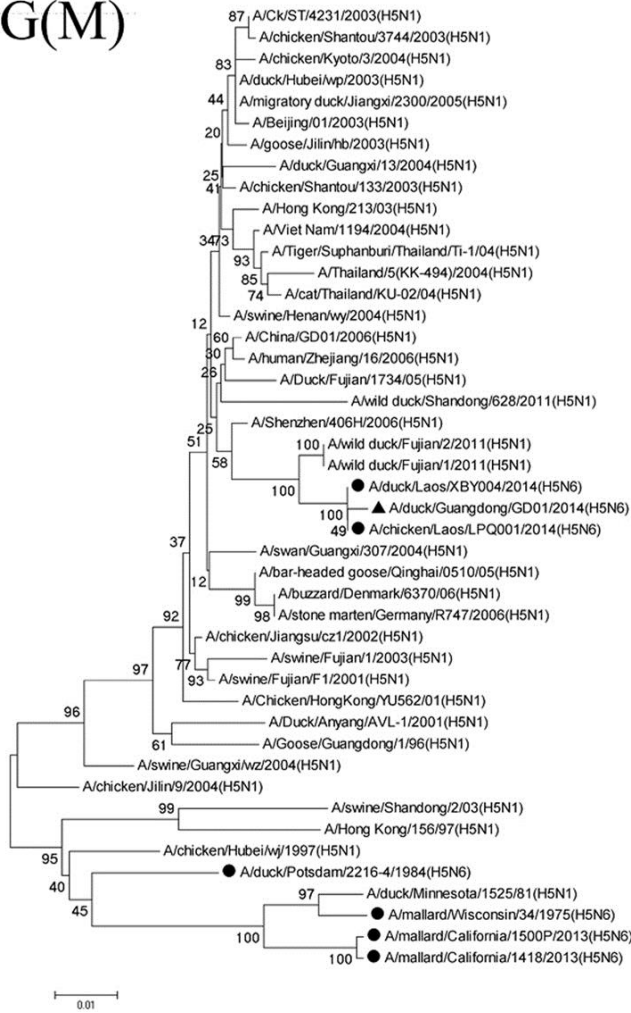 G(M)
87
A/Ck/ST/4231/2003(H5N1)
A/chicken/Shantou/3744/2003(H5N1)
83
A/chicken/Kyoto/3/2004(H5N1)
A/duck/Hubei/wp/2003(H5N1)
44
A/migratory duck/Jiangxi/2300/2005(H5N1)
A/Beijing/01/2003(H5N1)
20
A/goose/Jilin/hb/2003(H5N1)
A/duck/Guangxi/13/2004(H5N1)
25
41
A/chicken/Shantou/133/2003(H5N1)
A/Hong Kong/213/03(H5N1)
A/Viet Nam/1194/2004(H5N1)
34
73
A/Tiger/Suphanburi/Thailand/Ti-1/04(H5N1)
93
A/Thailand/5(KK-494)/2004(H5N1)
85
74
A/cat/Thailand/KU-02/04(H5N1)
A/swine/Henan/wy/2004(H5N1)
12
60
A/China/GD01/2006(H5N1)
30
A/human/Zhejiang/16/2006(H5N1)
26
A/Duck/Fujian/1734/05(H5N1)
A/wild duck/Shandong/628/2011(H5N1)
25
A/Shenzhen/406H/2006(H5N1)
51
100
A/wild duck/Fujian/2/2011(H5N1)
58
A/wild duck/Fujian/1/2011(H5N1)
100
A/duck/Laos/XBY004/2014(H5N6)
A/duck/Guangdong/GD01/2014(H5N6)
100
49
A/chicken/Laos/LPQ001/2014(H5N6)
37
A/swan/Guangxi/307/2004(H5N1)
12
A/bar-headed goose/Qinghai/0510/05(H5N1)
99
A/buzzard/Denmark/6370/06(H5N1)
98
A/stone marten/Germany/R747/2006(H5N1)
92
A/chicken/Jiangsu/cz1/2002(H5N1)
77
A/swine/Fujian/1/2003(H5N1)
97
93
A/swine/Fujian/F1/2001(H5N1)
A/Chicken/HongKong/YU562/01(H5N1)
96
A/Duck/Anyang/AVL-1/2001(H5N1)
61
A/Goose/Guangdong/1/96(H5N1)
A/swine/Guangxi/wz/2004(H5N1)
A/chicken/Jilin/9/2004(H5N1)
99
A/swine/Shandong/2/03(H5N1)
A/Hong Kong/156/97(H5N1)
95
A/chicken/Hubei/wj/1997(H5N1)
40
A/duck/Potsdam/2216-4/1984(H5N6)
45
97
A/duck/Minnesota/1525/81(H5N1)
A/mallard/Wisconsin/34/1975(H5N6)
100
A/mallard/California/1500P/2013(H5N6)
100
A/mallard/California/1418/2013(H5N6)
0.01